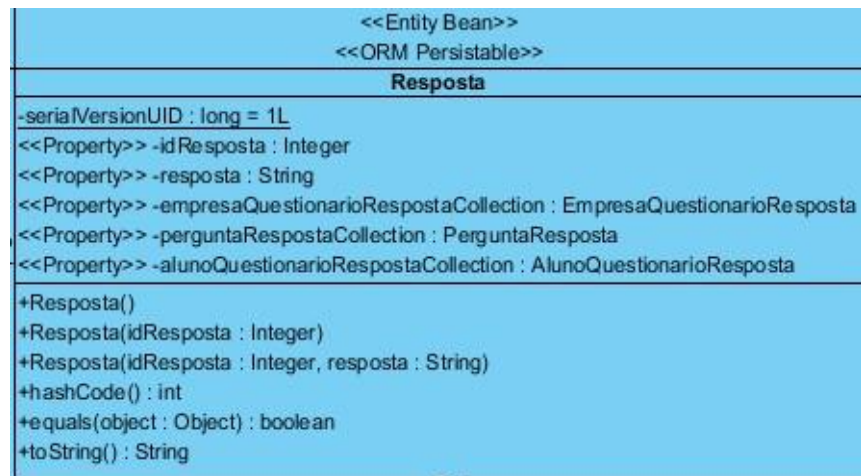 <<Entity Bean>>
<<ORM Persistable>>
Resposta
-serialVersionUID : long = 1L
<<Property>> -idResposta : Integer
<<Property>> -resposta : String
<<Property>> -empresaQuestionarioRespostaCollection : EmpresaQuestionarioResposta
<<Property>> -perguntaRespostaCollection : PerguntaResposta
<<Property>> -alunoQuestionarioRespostaCollection : AlunoQuestionarioResposta
+Resposta()
+Resposta(idResposta : Integer)
+Resposta(idResposta : Integer, resposta : String)
+hashCode() : int
+equals(object : Object) : boolean
+toString() : String